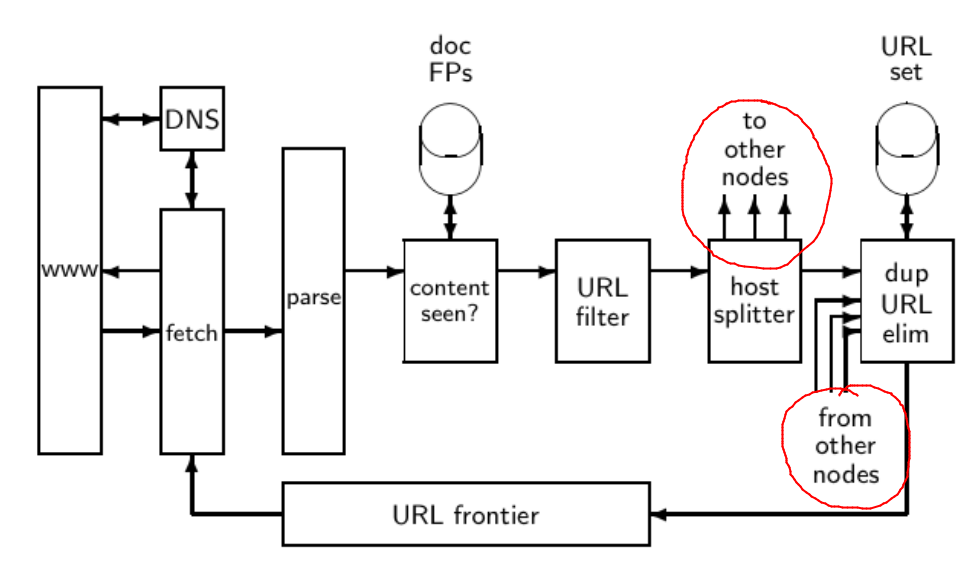 doc
FPs
URL
set
DNS
to
other
nodes
www
fetch
parse
content
seen?
URL
filter
host
splitter
dup
URL
elim
from
other
nodes
URL frontier